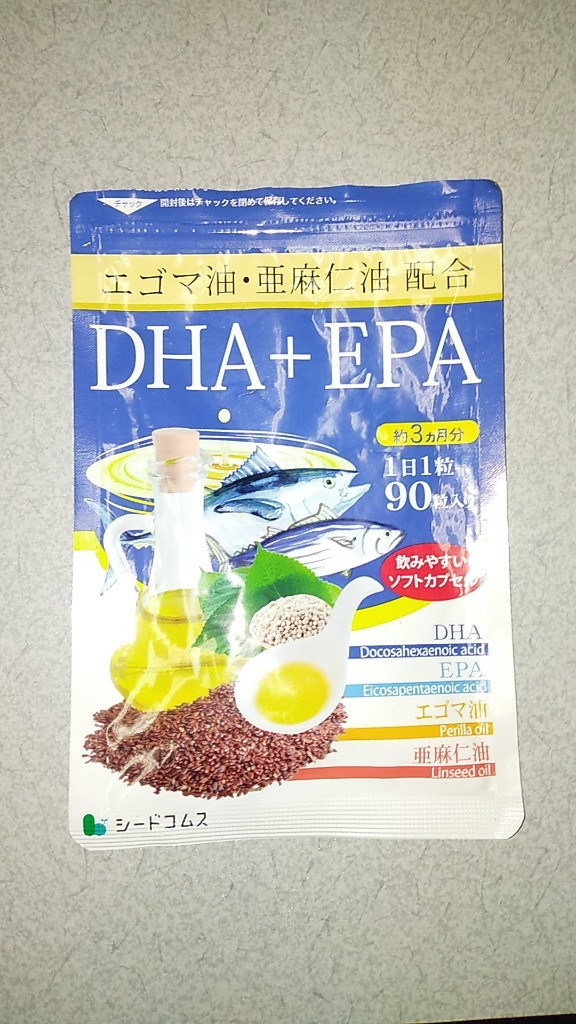 チャック
開封後はチャックを閉めて保存してください。
エゴマ油・亜麻仁油 配合
DHA+EPA
約3ヵ月分
1日1粒
90粒入り
飲みやすい
ソフトカプセル
DHA
Docosahexaenoic acid
EPA
Eicosapentaenoic acid
エゴマ油
Perilla oil
亜麻仁油
Linseed oil
シードコムス